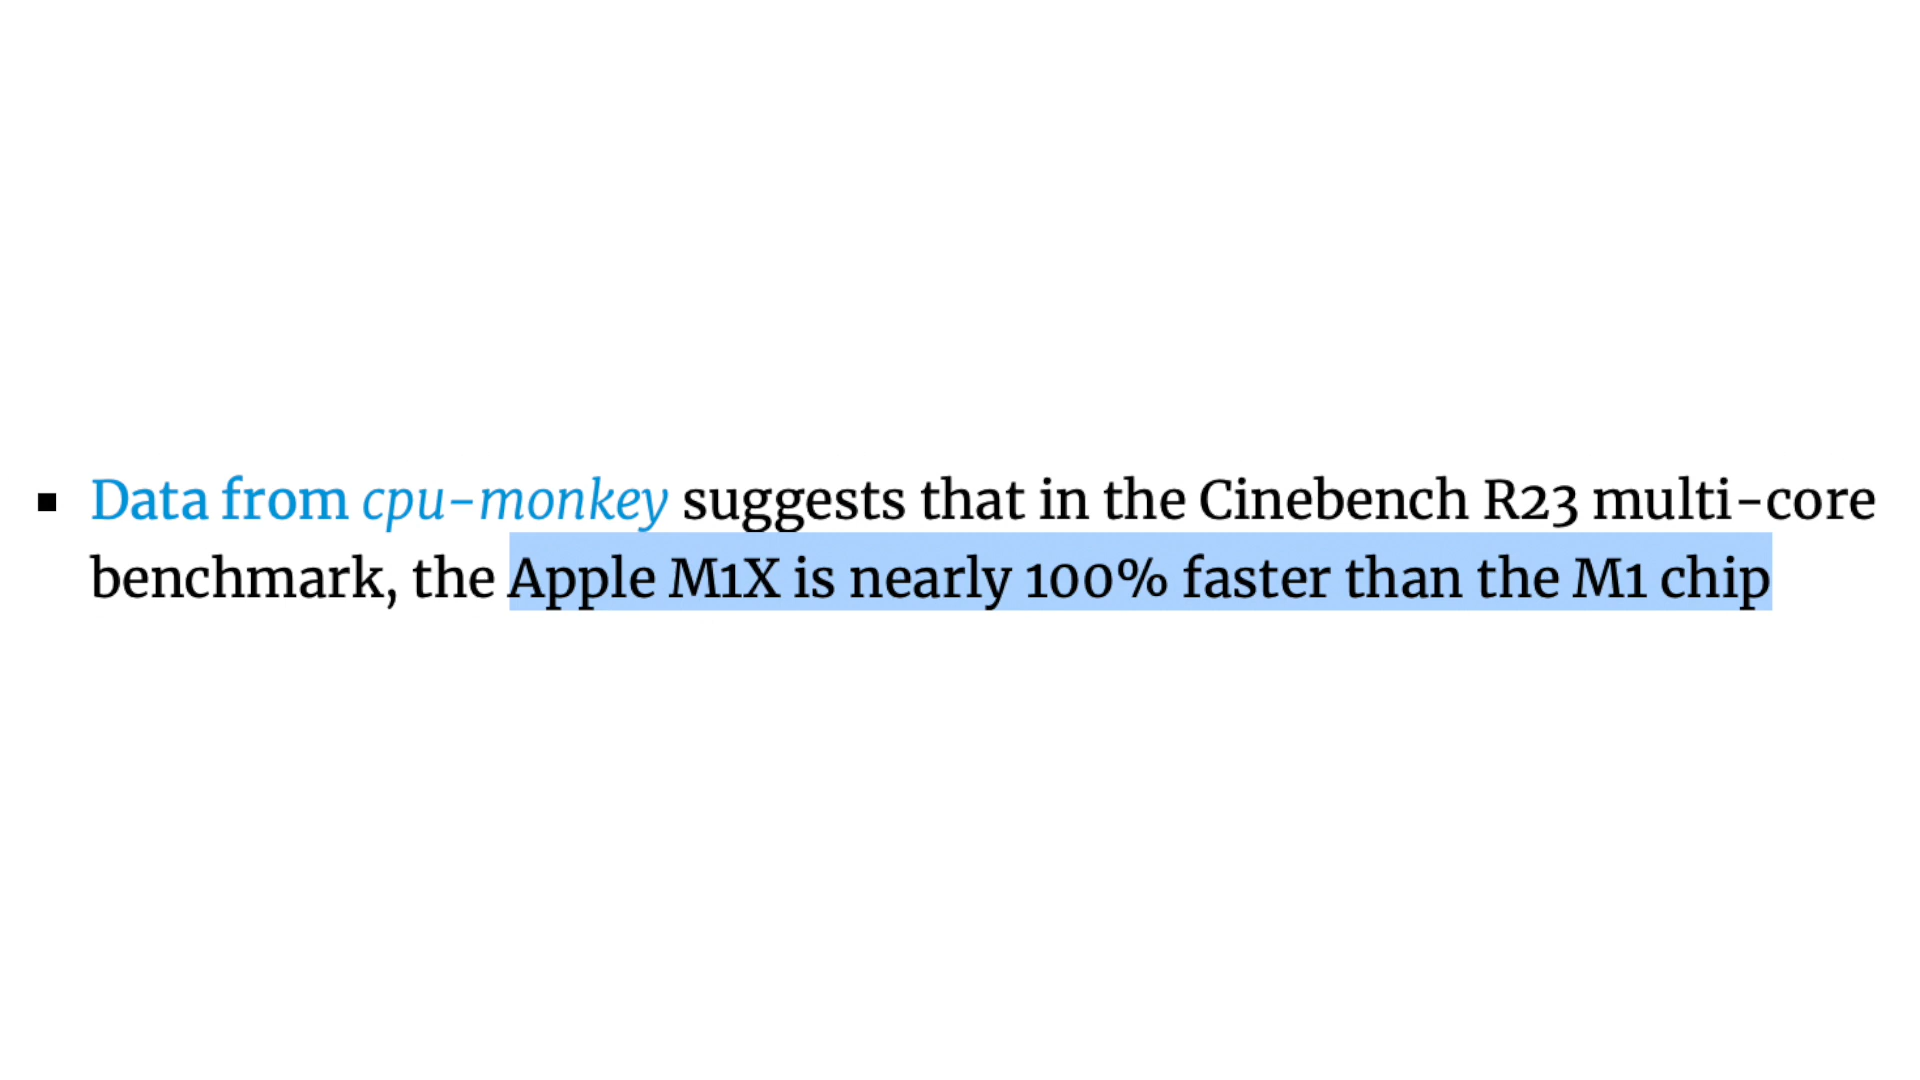 ▪ Data from cpu-monkey suggests that in the Cinebench R23 multi-core
benchmark, the Apple M1X is nearly 100% faster than the M1 chip